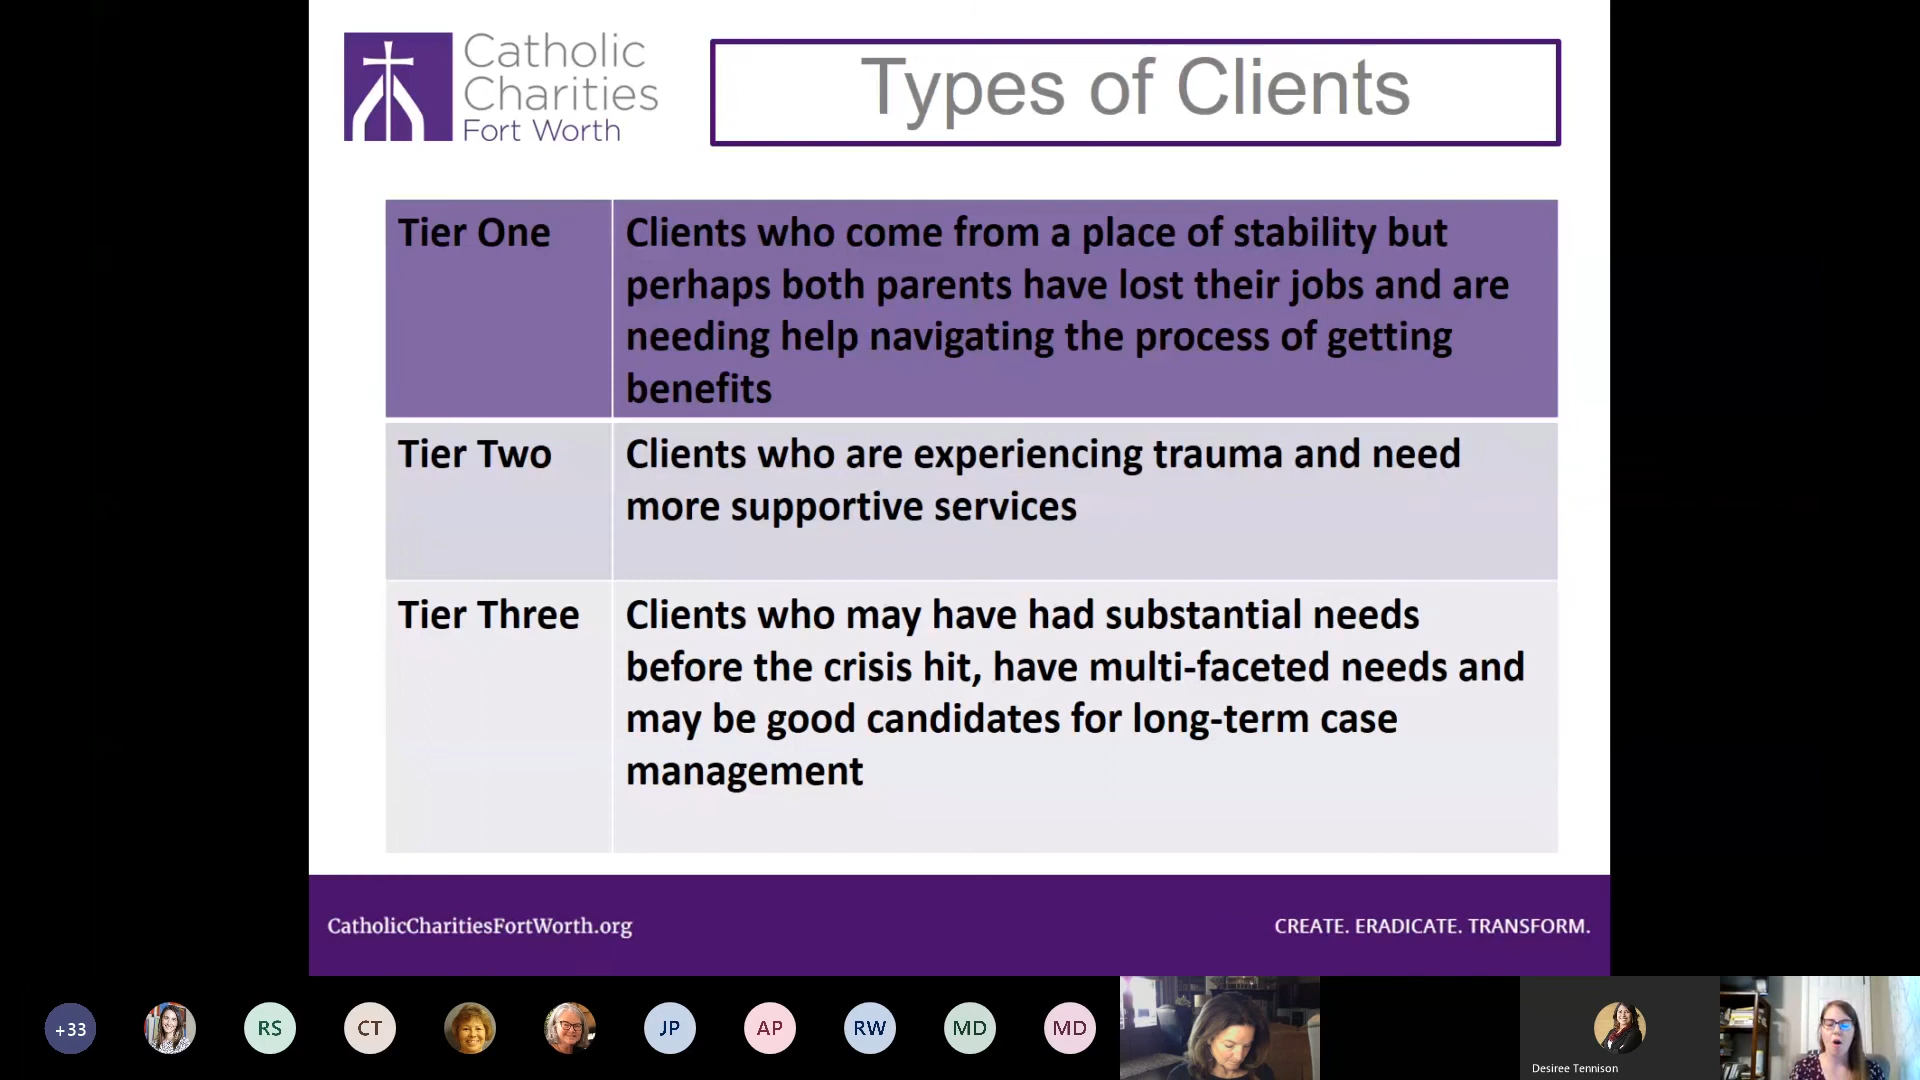 Catholic
Charities
Fort Worth
Types of Clients
Tier One
Clients who come from a place of stability but
perhaps both parents have lost their jobs and are
needing help navigating the process of getting
benefits
Tier Two
Clients who are experiencing trauma and need
more supportive services
Tier Three
Clients who may have had substantial needs
before the crisis hit, have multi-faceted needs and
may be good candidates for long-term case
management
CatholicCharitiesFortWorth.org
CREATE. ERADICATE. TRANSFORM.
+33
RS
CT
JP
AP
RW
MD
MD
Desiree Tennison